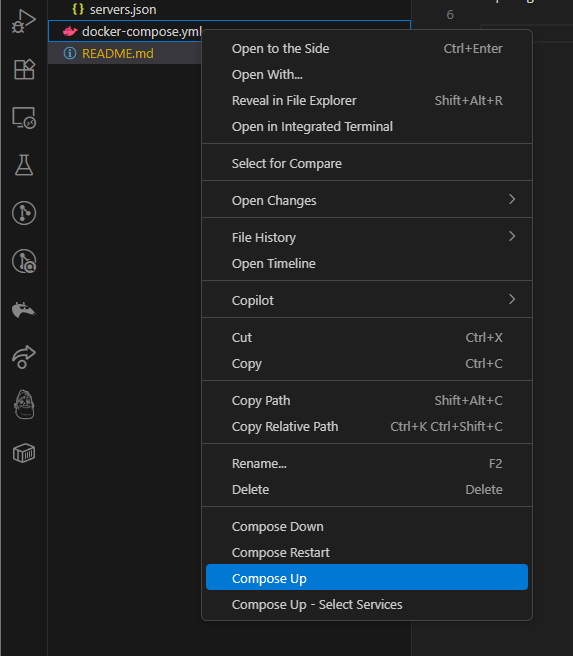 servers.json
6
docker-compose.yml
README.md
Open to the Side Ctrl+Enter
Open With...
Reveal in File Explorer Shift+Alt+R
Open in Integrated Terminal
Select for Compare
Open Changes
File History
Open Timeline
Copilot
Cut Ctrl+X
Copy Ctrl+C
Copy Path Shift+Alt+C
Copy Relative Path Ctrl+K Ctrl+Shift+C
Rename... F2
Delete Delete
Compose Down
Compose Restart
Compose Up
Compose Up - Select Services